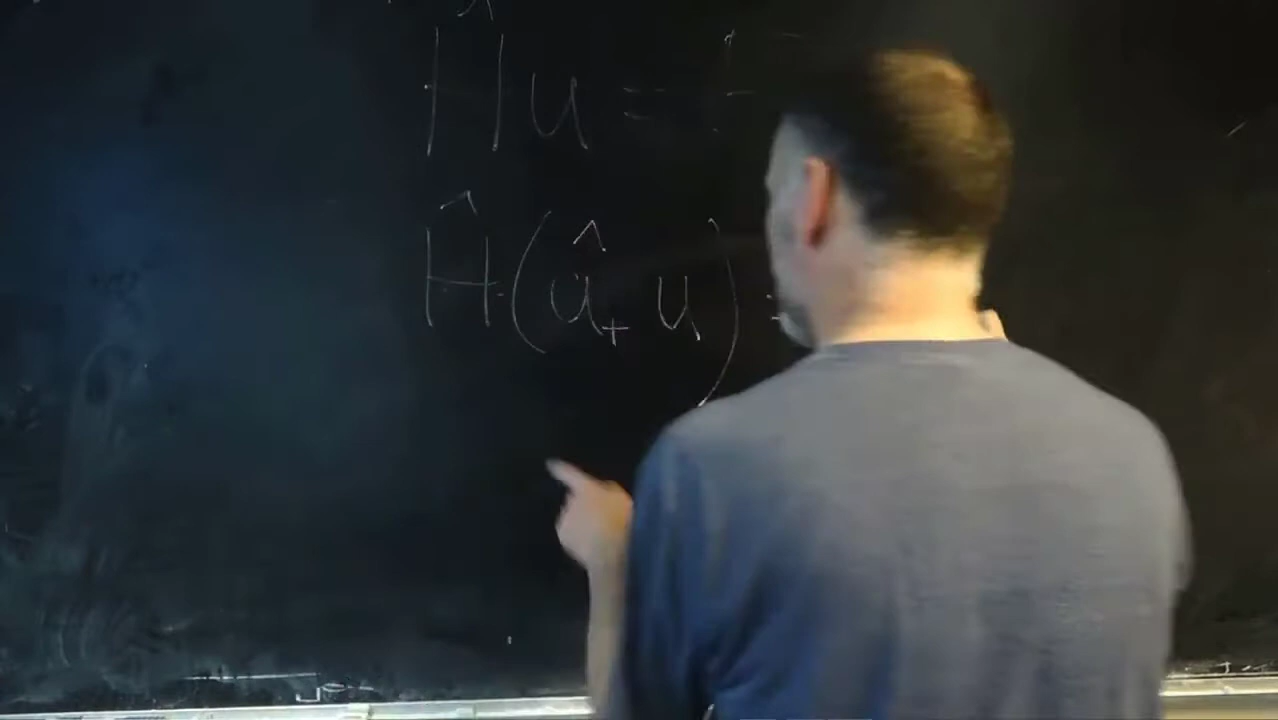 Ĥu =
Ĥ(û₊ u)